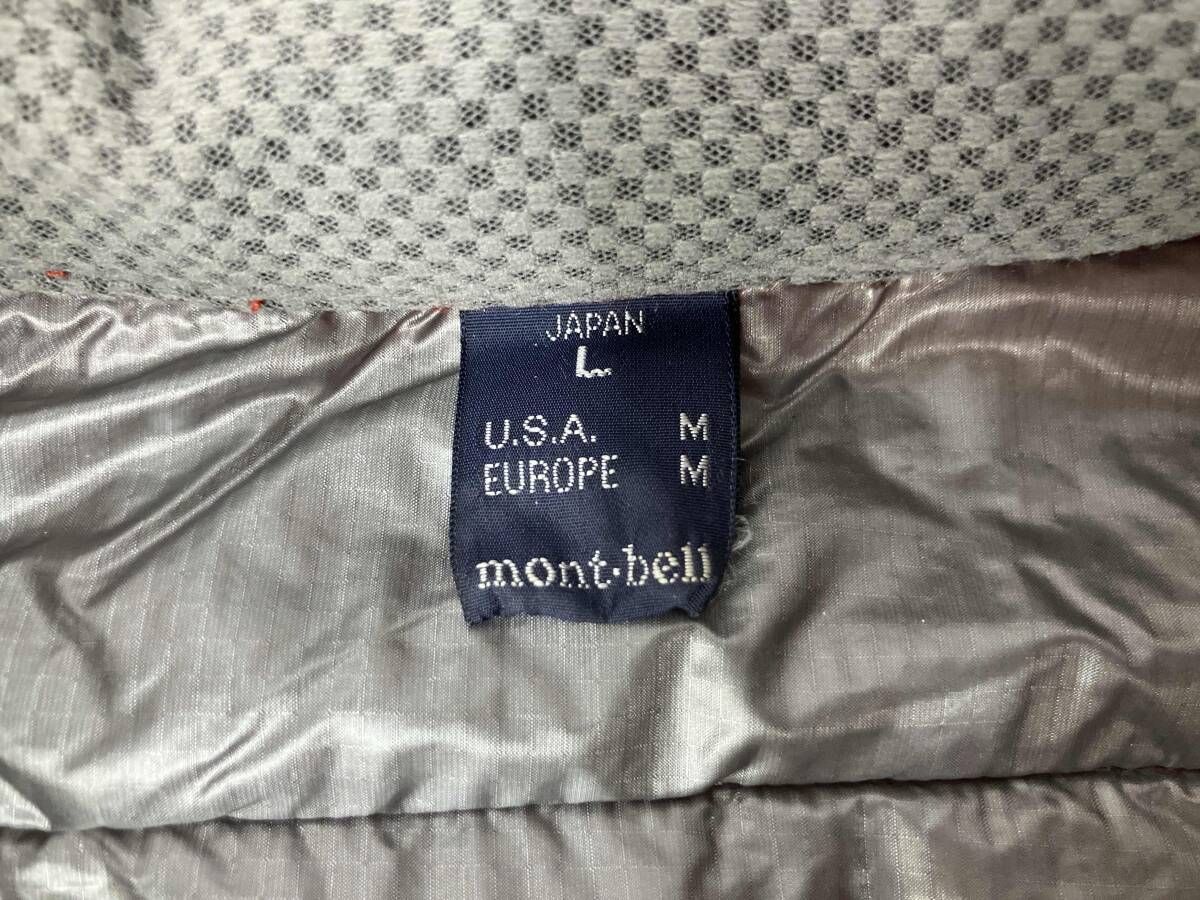 JAPAN
L
U.S.A. M
EUROPE M
mont·bell